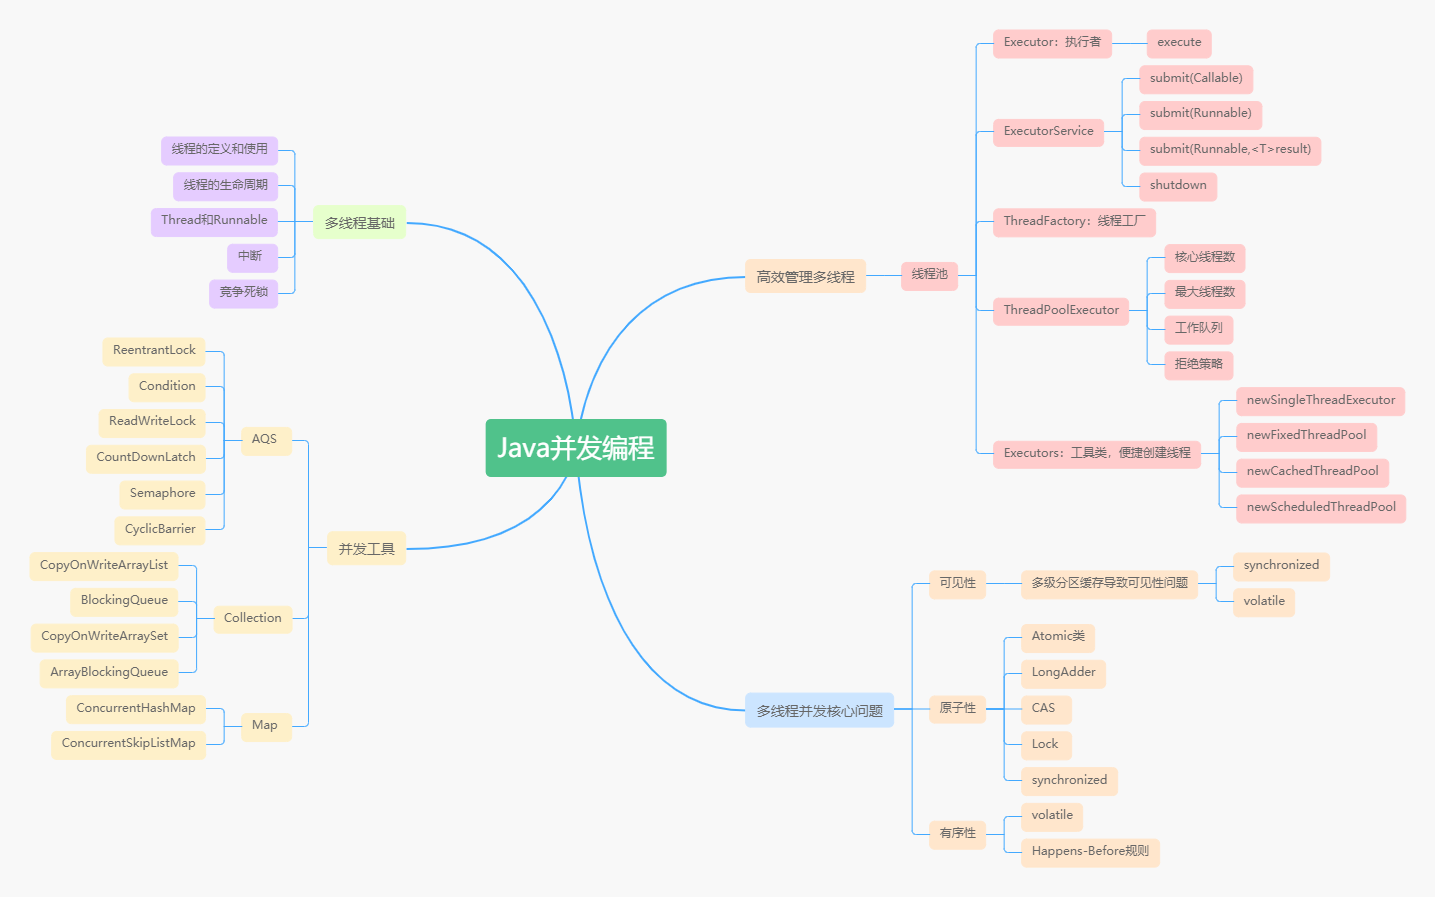 Java并发编程
多线程基础
线程的定义和使用
线程的生命周期
Thread和Runnable
中断
竞争死锁
并发工具
AQS
ReentrantLock
Condition
ReadWriteLock
CountDownLatch
Semaphore
CyclicBarrier
Collection
CopyOnWriteArrayList
BlockingQueue
CopyOnWriteArraySet
ArrayBlockingQueue
Map
ConcurrentHashMap
ConcurrentSkipListMap
高效管理多线程
线程池
Executor：执行者
execute
ExecutorService
submit(Callable)
submit(Runnable)
submit(Runnable,<T>result)
shutdown
ThreadFactory：线程工厂
ThreadPoolExecutor
核心线程数
最大线程数
工作队列
拒绝策略
Executors：工具类，便捷创建线程
newSingleThreadExecutor
newFixedThreadPool
newCachedThreadPool
newScheduledThreadPool
多线程并发核心问题
可见性
多级分区缓存导致可见性问题
synchronized
volatile
原子性
Atomic类
LongAdder
CAS
Lock
synchronized
有序性
volatile
Happens-Before规则